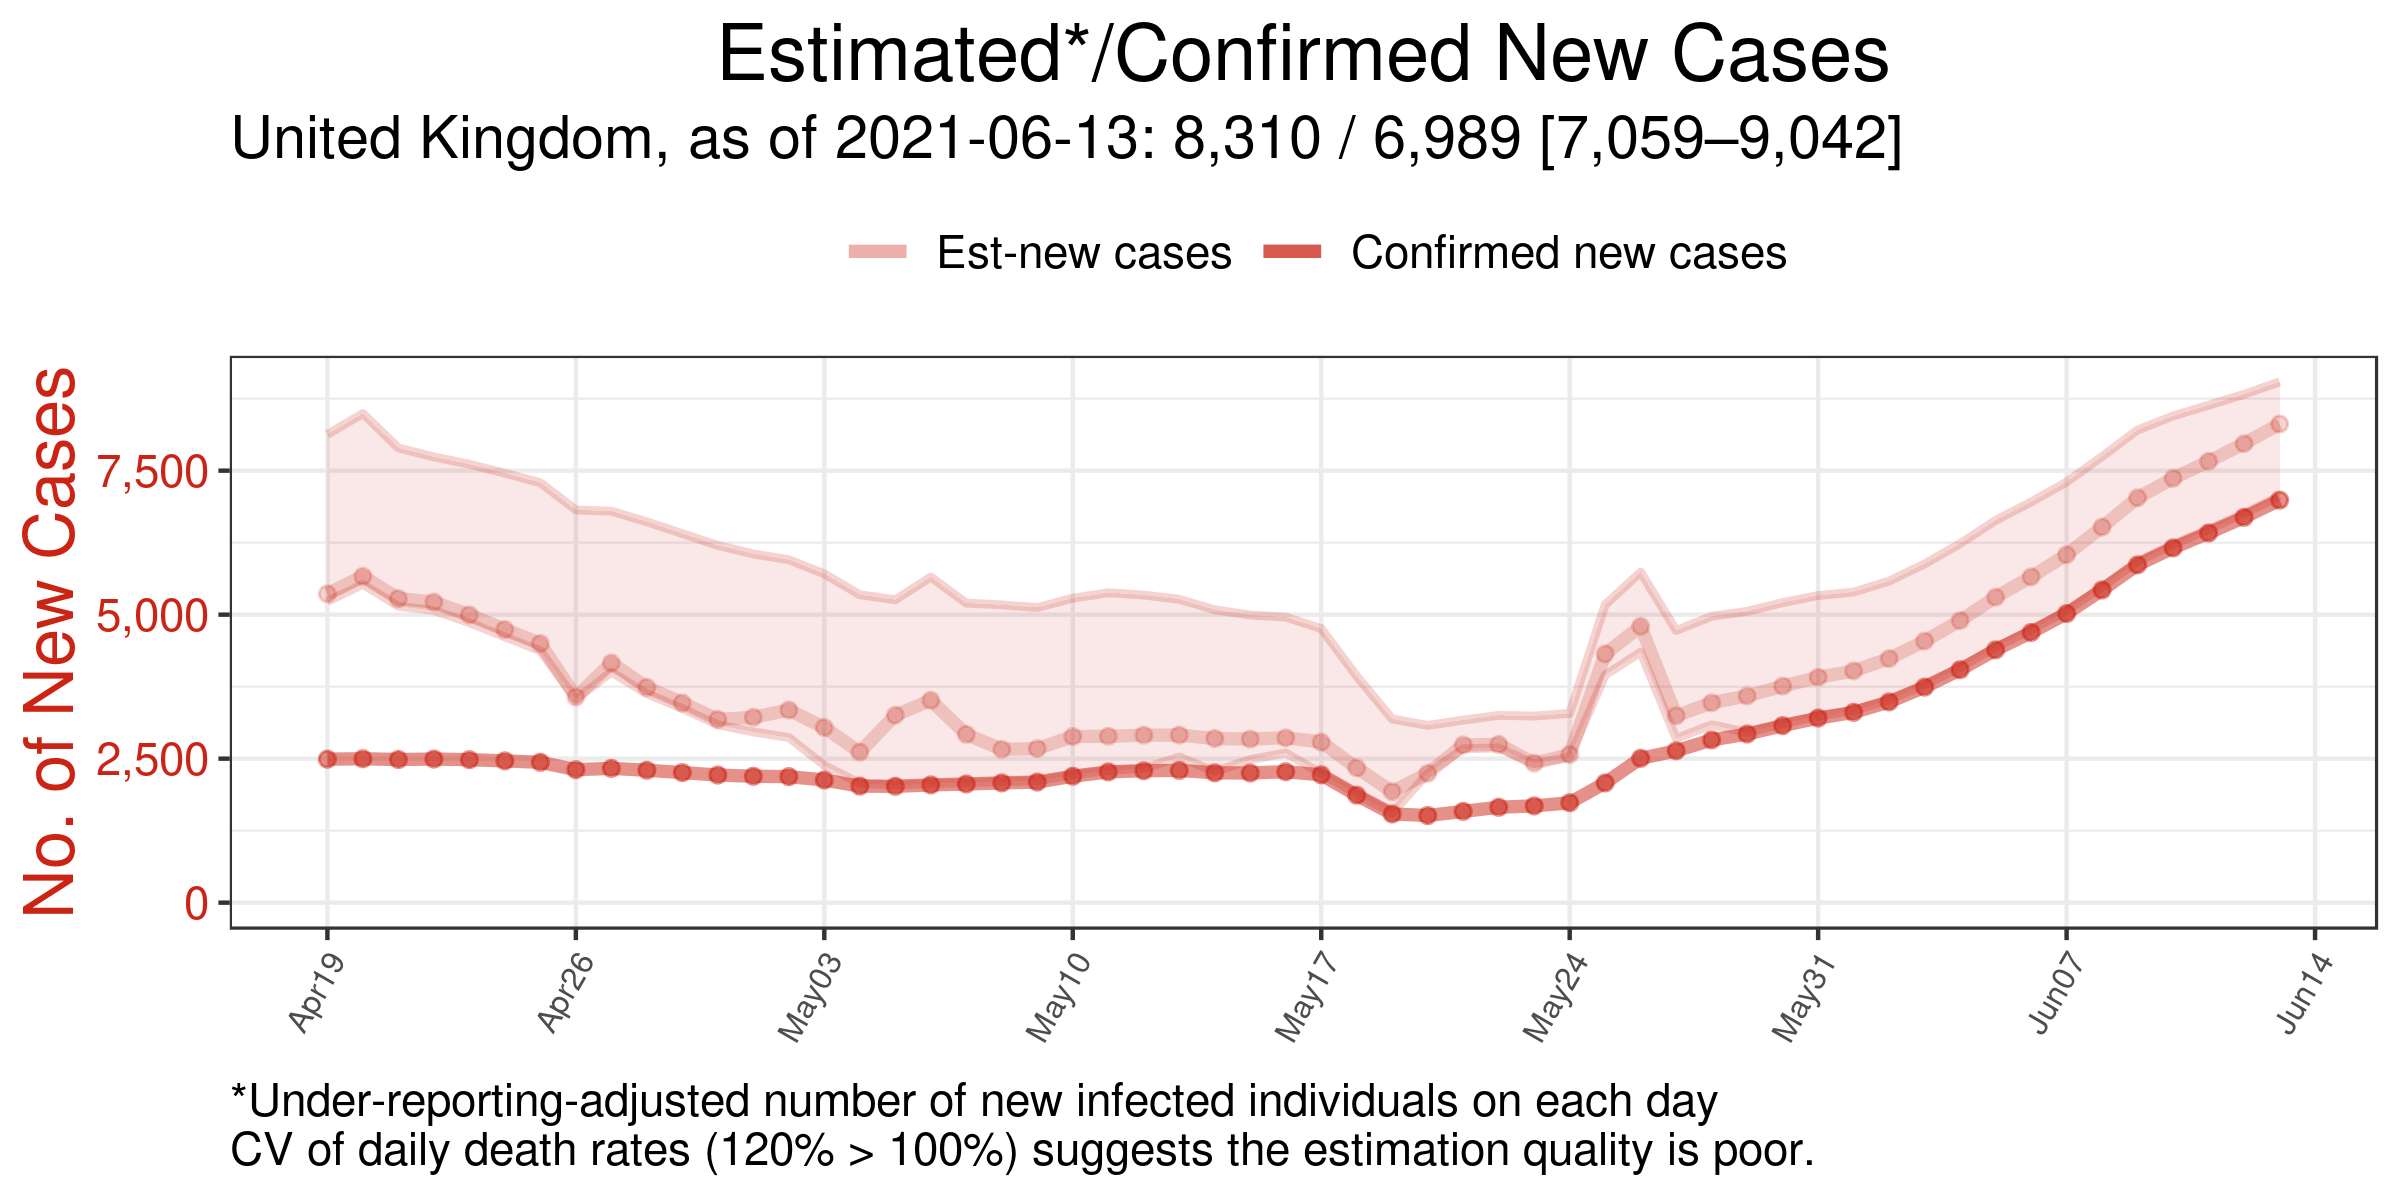 Estimated*/Confirmed New Cases
United Kingdom, as of 2021-06-13: 8,310 / 6,989 [7,059–9,042]
Est-new cases Confirmed new cases
No. of New Cases
7,500
5,000
2,500
0
Apr19 Apr26 May03 May10 May17 May24 May31 Jun07 Jun14
*Under-reporting-adjusted number of new infected individuals on each day
CV of daily death rates (120% > 100%) suggests the estimation quality is poor.